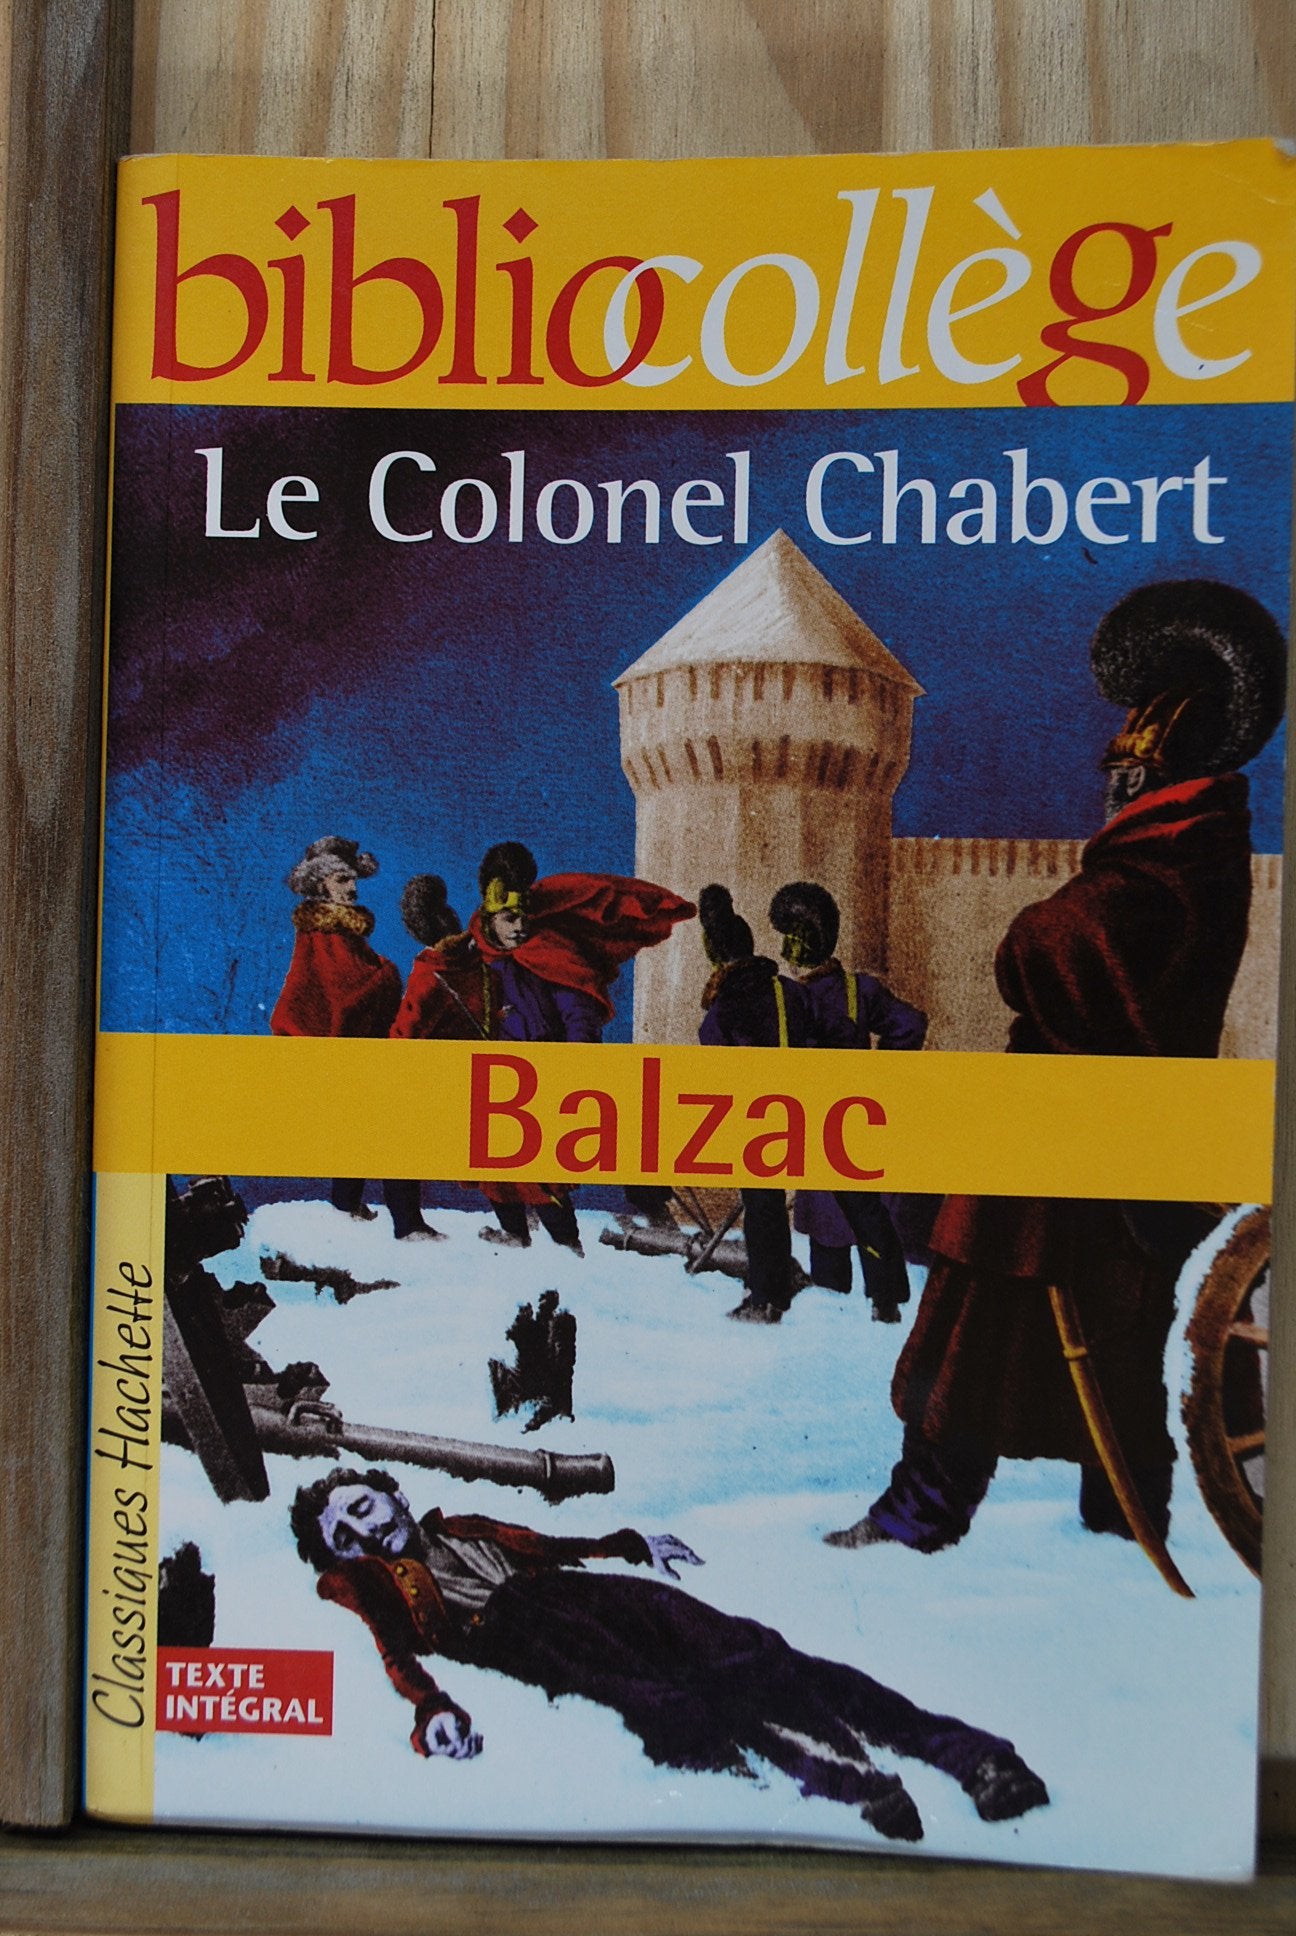 bibliocollège
Le Colonel Chabert
Balzac
Classiques Hachette
TEXTE
INTÉGRAL